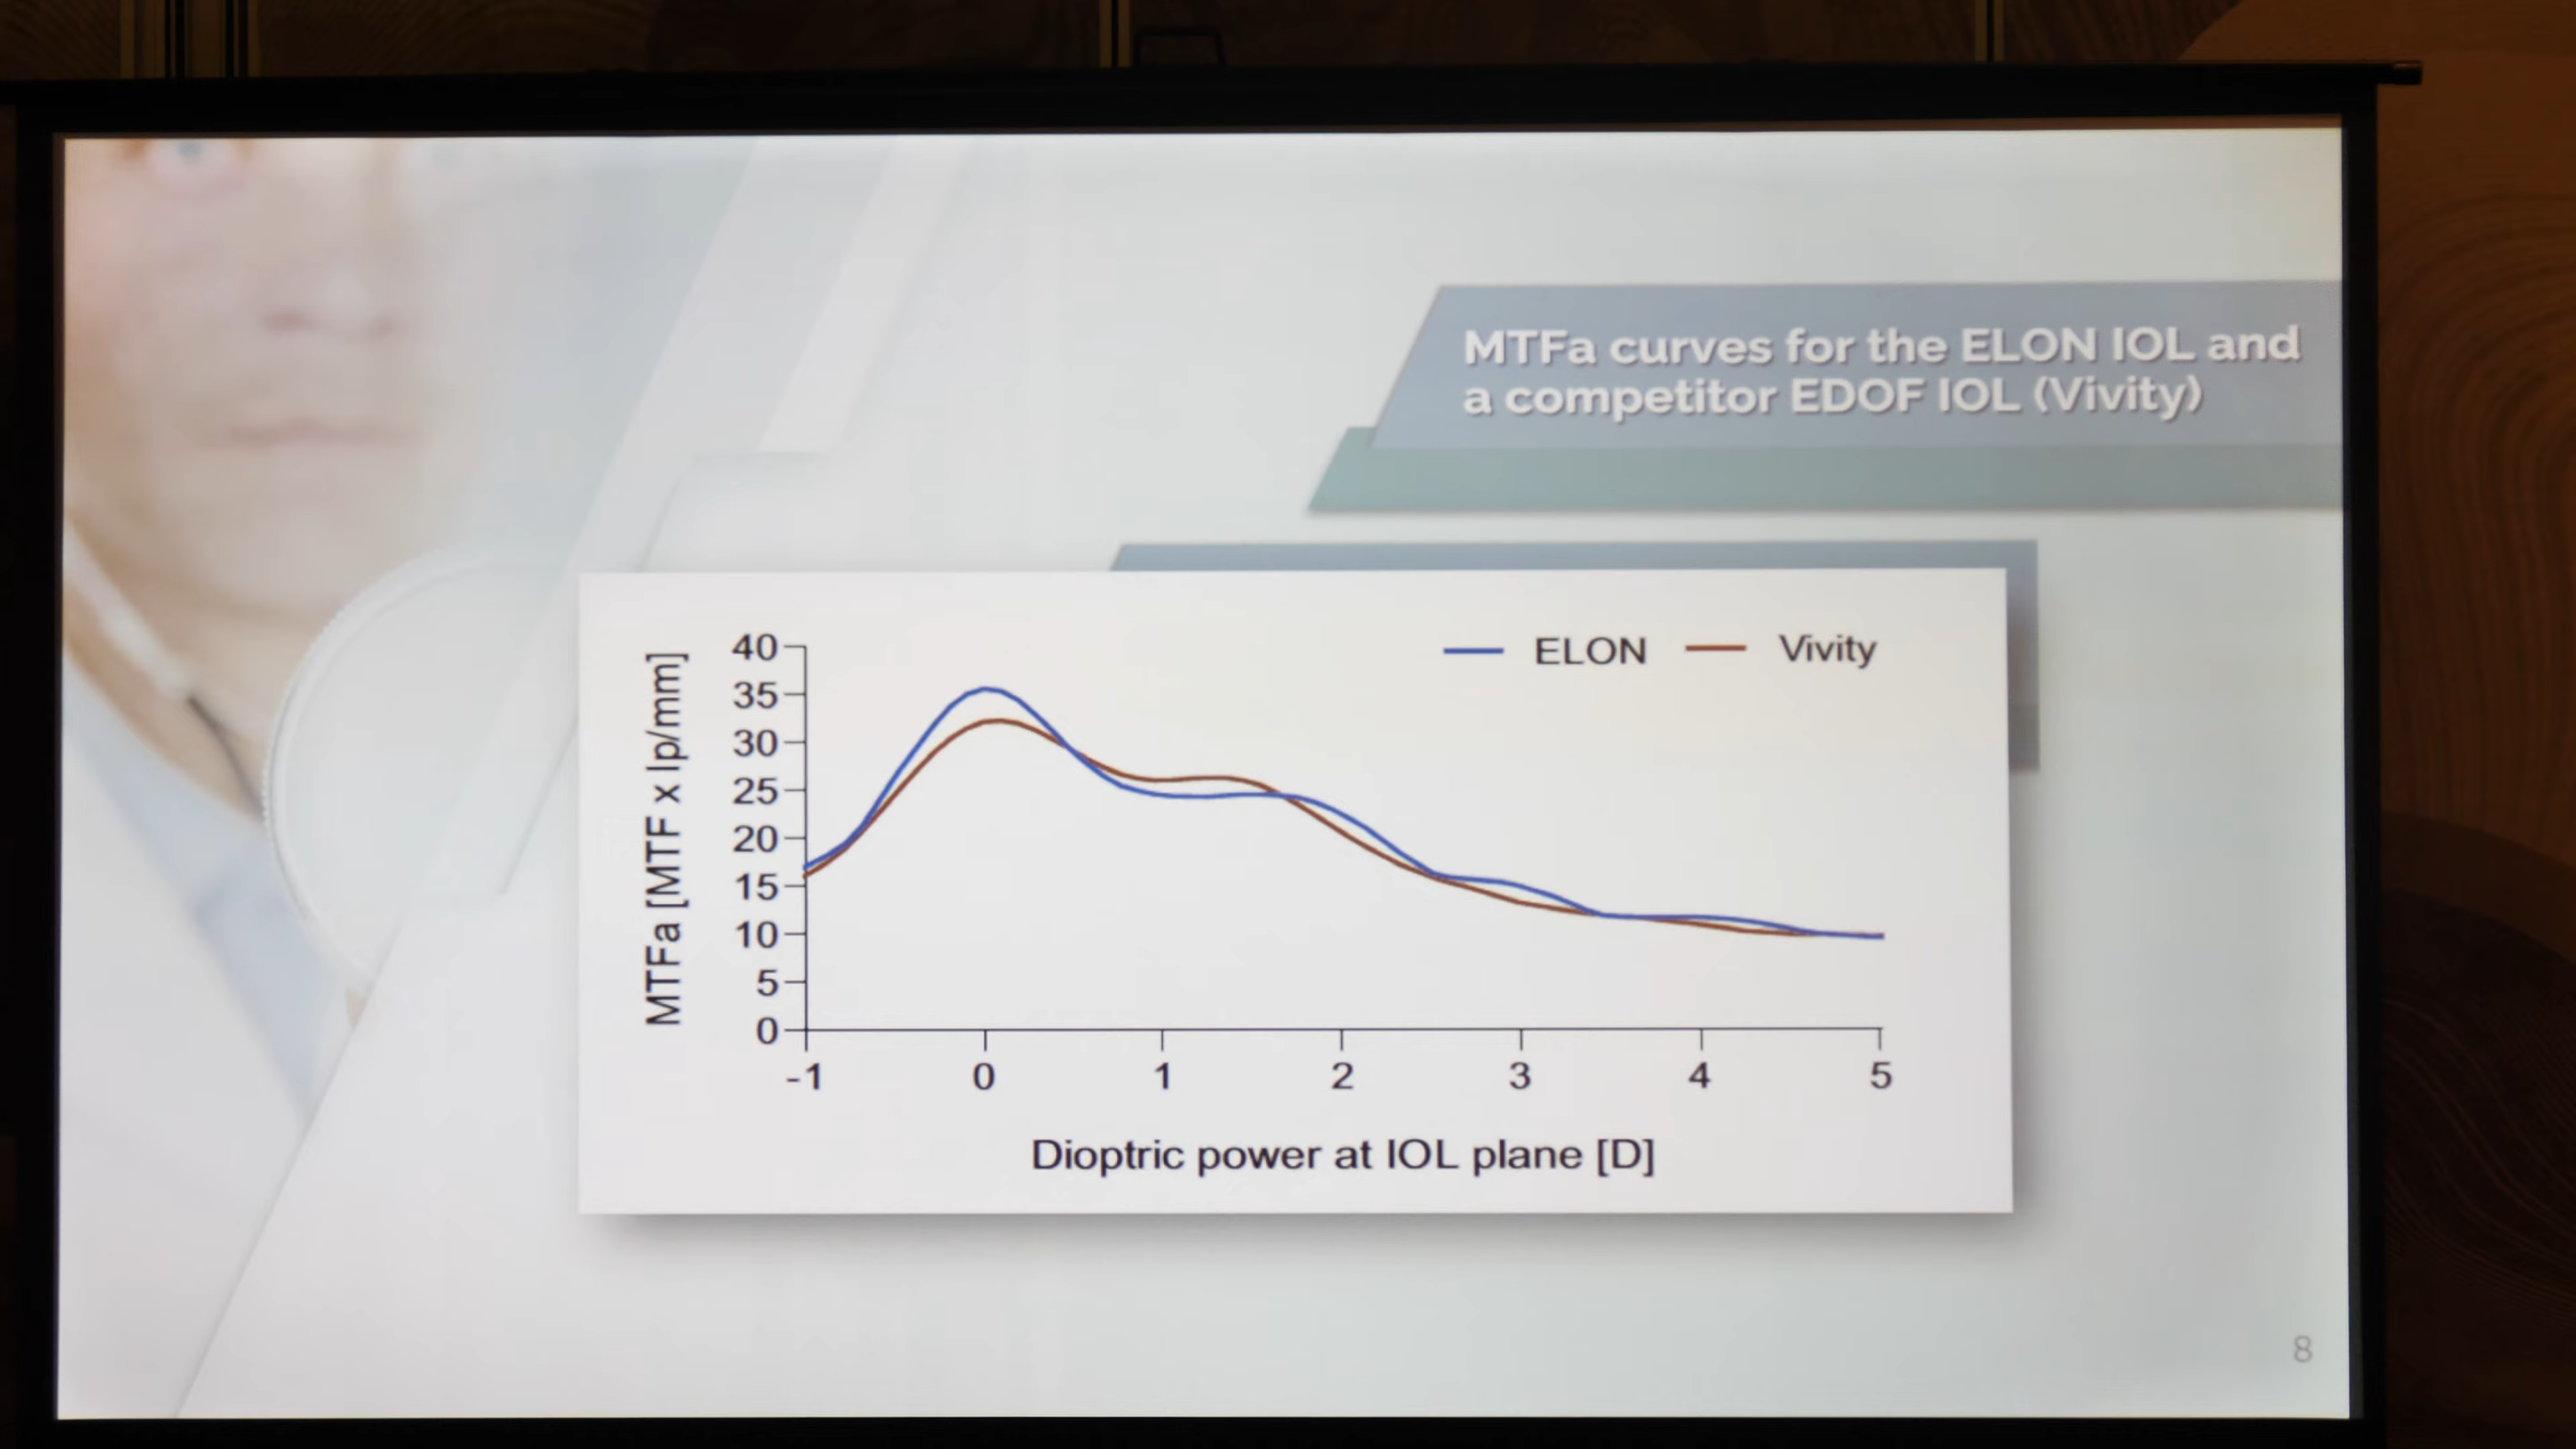 MTFa curves for the ELON IOL and
a competitor EDOF IOL (Vivity)
ELON
Vivity
MTFa [MTF x lp/mm]
40
35
30
25
20
15
10
5
0
-1 0 1 2 3 4 5
Dioptric power at IOL plane [D]
8